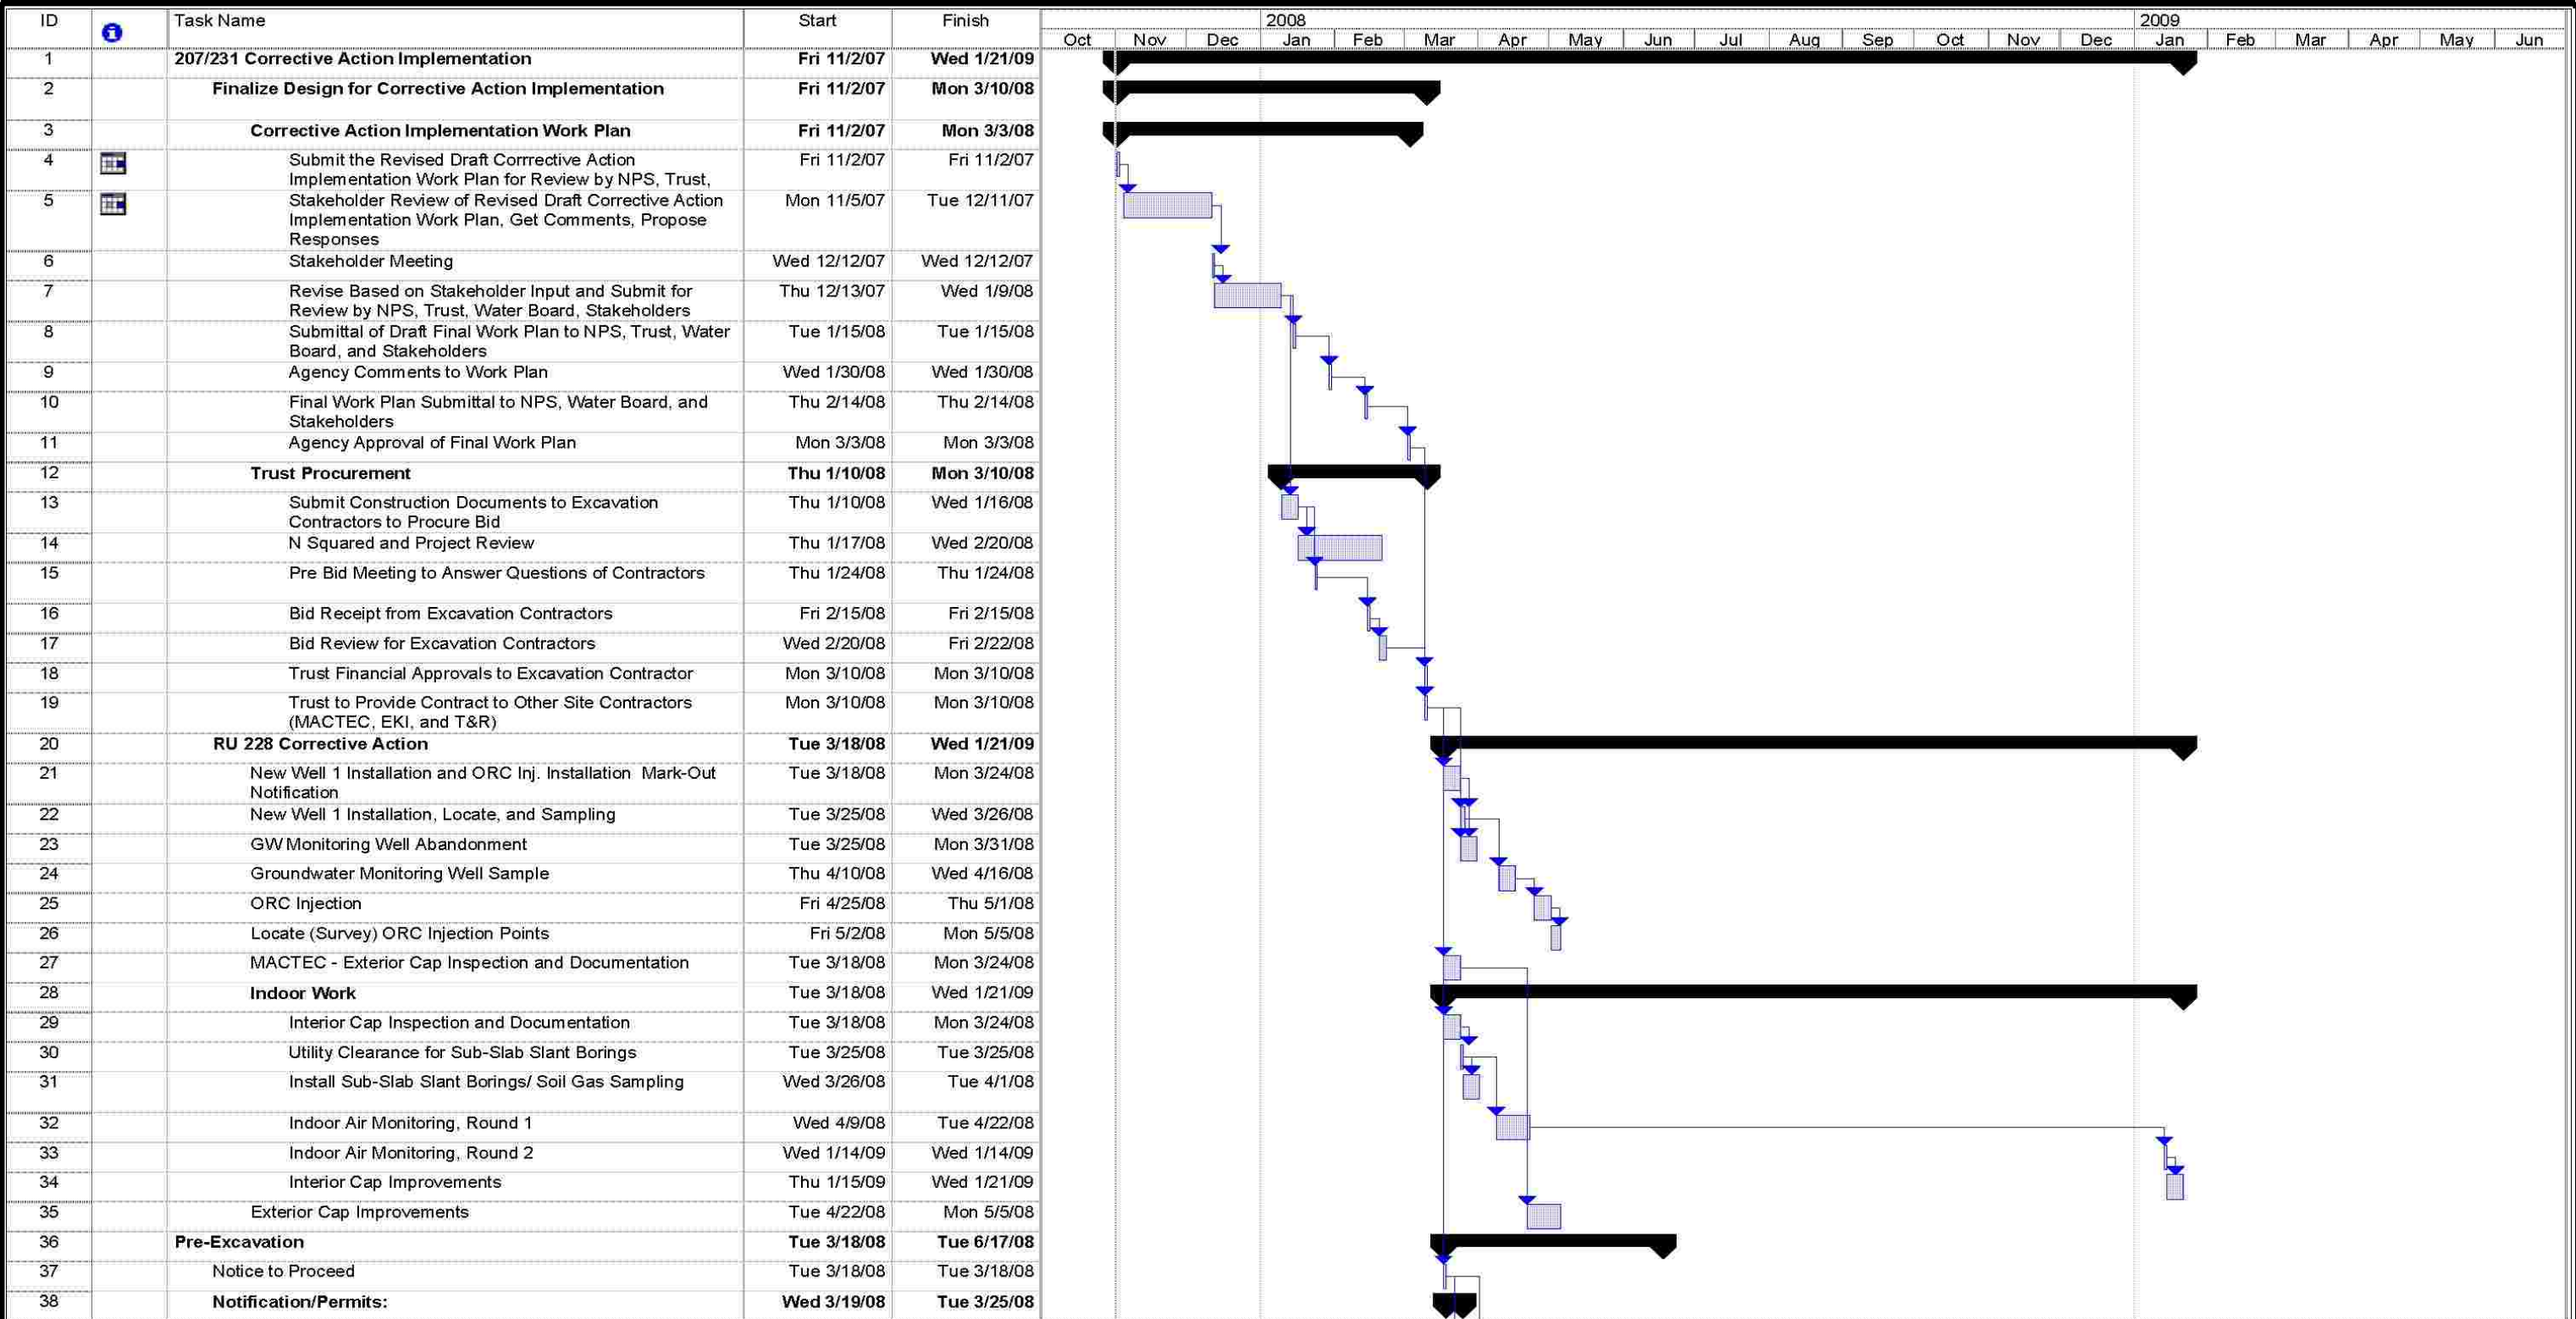 ID Task Name Start Finish 2008 2009
Oct Nov Dec Jan Feb Mar Apr May Jun Jul Aug Sep Oct Nov Dec Jan Feb Mar Apr May Jun
1 207/231 Corrective Action Implementation Fri 11/2/07 Wed 1/21/09
2 Finalize Design for Corrective Action Implementation Fri 11/2/07 Mon 3/10/08
3 Corrective Action Implementation Work Plan Fri 11/2/07 Mon 3/3/08
4 Submit the Revised Draft Corrrective Action Fri 11/2/07 Fri 11/2/07
Implementation Work Plan for Review by NPS, Trust,
5 Stakeholder Review of Revised Draft Corrective Action Mon 11/5/07 Tue 12/11/07
Implementation Work Plan, Get Comments, Propose
Responses
6 Stakeholder Meeting Wed 12/12/07 Wed 12/12/07
7 Revise Based on Stakeholder Input and Submit for Thu 12/13/07 Wed 1/9/08
Review by NPS, Trust, Water Board, Stakeholders
8 Submittal of Draft Final Work Plan to NPS, Trust, Water Tue 1/15/08 Tue 1/15/08
Board, and Stakeholders
9 Agency Comments to Work Plan Wed 1/30/08 Wed 1/30/08
10 Final Work Plan Submittal to NPS, Water Board, and Thu 2/14/08 Thu 2/14/08
Stakeholders
11 Agency Approval of Final Work Plan Mon 3/3/08 Mon 3/3/08
12 Trust Procurement Thu 1/10/08 Mon 3/10/08
13 Submit Construction Documents to Excavation Thu 1/10/08 Wed 1/16/08
Contractors to Procure Bid
14 N Squared and Project Review Thu 1/17/08 Wed 2/20/08
15 Pre Bid Meeting to Answer Questions of Contractors Thu 1/24/08 Thu 1/24/08
16 Bid Receipt from Excavation Contractors Fri 2/15/08 Fri 2/15/08
17 Bid Review for Excavation Contractors Wed 2/20/08 Fri 2/22/08
18 Trust Financial Approvals to Excavation Contractor Mon 3/10/08 Mon 3/10/08
19 Trust to Provide Contract to Other Site Contractors Mon 3/10/08 Mon 3/10/08
(MACTEC, EKI, and T&R)
20 RU 228 Corrective Action Tue 3/18/08 Wed 1/21/09
21 New Well 1 Installation and ORC Inj. Installation Mark-Out Tue 3/18/08 Mon 3/24/08
Notification
22 New Well 1 Installation, Locate, and Sampling Tue 3/25/08 Wed 3/26/08
23 GW Monitoring Well Abandonment Tue 3/25/08 Mon 3/31/08
24 Groundwater Monitoring Well Sample Thu 4/10/08 Wed 4/16/08
25 ORC Injection Fri 4/25/08 Thu 5/1/08
26 Locate (Survey) ORC Injection Points Fri 5/2/08 Mon 5/5/08
27 MACTEC - Exterior Cap Inspection and Documentation Tue 3/18/08 Mon 3/24/08
28 Indoor Work Tue 3/18/08 Wed 1/21/09
29 Interior Cap Inspection and Documentation Tue 3/18/08 Mon 3/24/08
30 Utility Clearance for Sub-Slab Slant Borings Tue 3/25/08 Tue 3/25/08
31 Install Sub-Slab Slant Borings/ Soil Gas Sampling Wed 3/26/08 Tue 4/1/08
32 Indoor Air Monitoring, Round 1 Wed 4/9/08 Tue 4/22/08
33 Indoor Air Monitoring, Round 2 Wed 1/14/09 Wed 1/14/09
34 Interior Cap Improvements Thu 1/15/09 Wed 1/21/09
35 Exterior Cap Improvements Tue 4/22/08 Mon 5/5/08
36 Pre-Excavation Tue 3/18/08 Tue 6/17/08
37 Notice to Proceed Tue 3/18/08 Tue 3/18/08
38 Notification/Permits: Wed 3/19/08 Tue 3/25/08